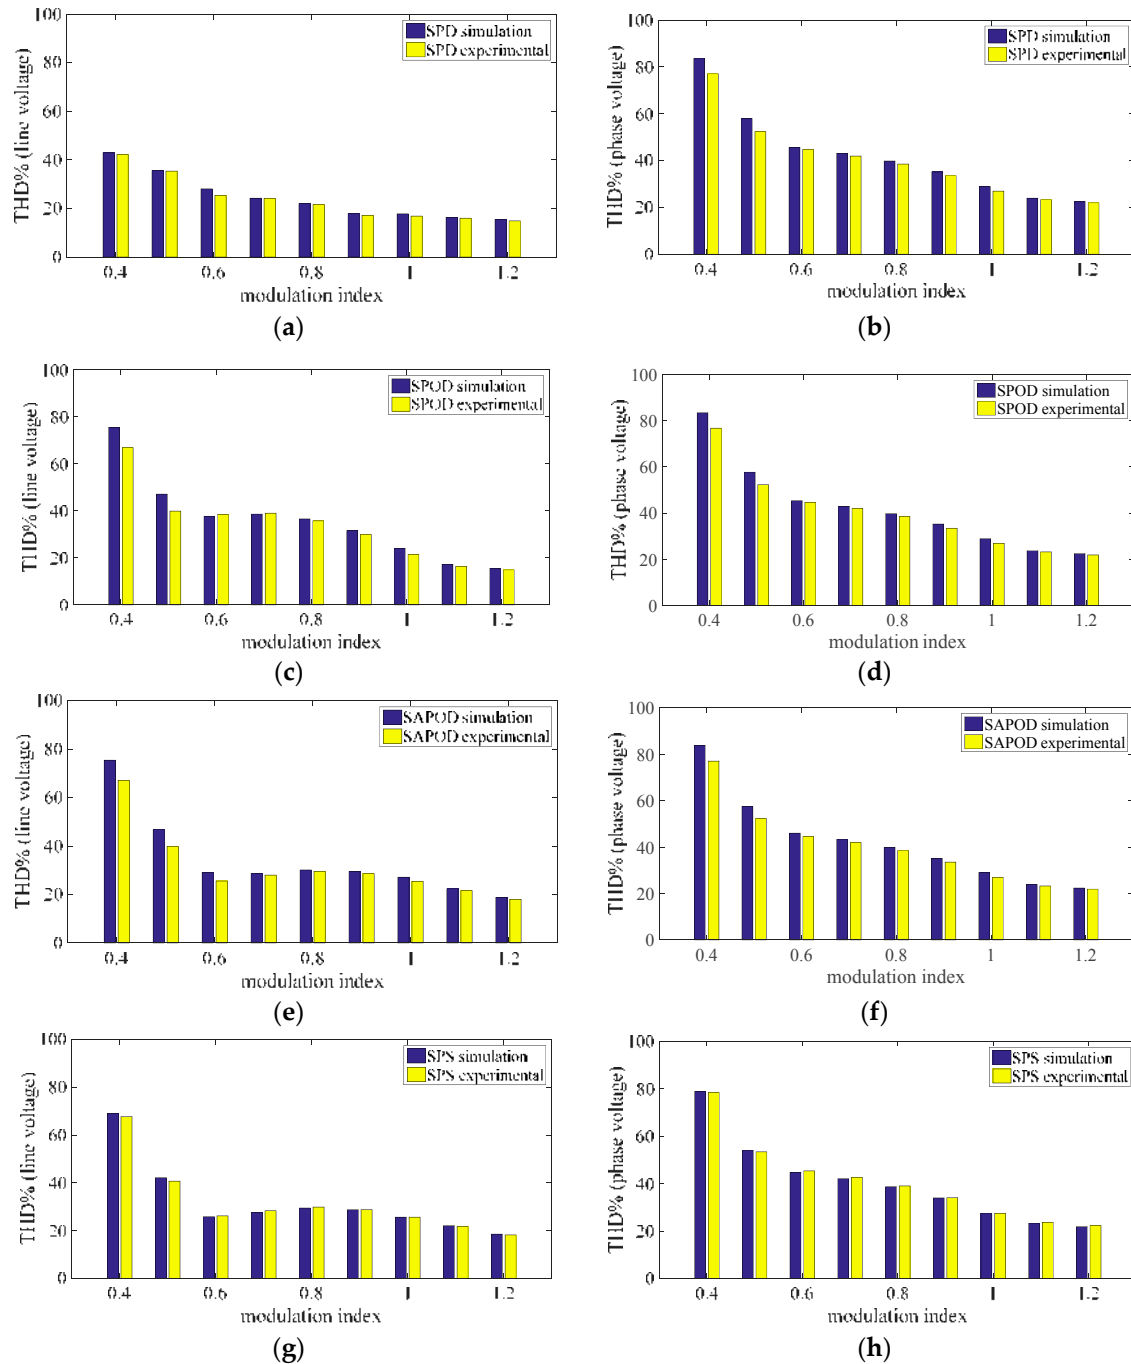 100
80
60
40
20
0
THD% (line voltage)
SPD simulation
SPD experimental
0.4 0.6 0.8 1 1.2
modulation index
(a)
100
80
60
40
20
0
THD% (phase voltage)
SPD simulation
SPD experimental
0.4 0.6 0.8 1 1.2
modulation index
(b)
100
80
60
40
20
0
THD% (line voltage)
SPOD simulation
SPOD experimental
0.4 0.6 0.8 1 1.2
modulation index
(c)
100
80
60
40
20
0
THD% (phase voltage)
SPOD simulation
SPOD experimental
0.4 0.6 0.8 1 1.2
modulation index
(d)
100
80
60
40
20
0
THD% (line voltage)
SAPOD simulation
SAPOD experimental
0.4 0.6 0.8 1 1.2
modulation index
(e)
100
80
60
40
20
0
THD% (phase voltage)
SAPOD simulation
SAPOD experimental
0.4 0.6 0.8 1 1.2
modulation index
(f)
100
80
60
40
20
0
THD% (line voltage)
SPS simulation
SPS experimental
0.4 0.6 0.8 1 1.2
modulation index
(g)
100
80
60
40
20
0
THD% (phase voltage)
SPS simulation
SPS experimental
0.4 0.6 0.8 1 1.2
modulation index
(h)